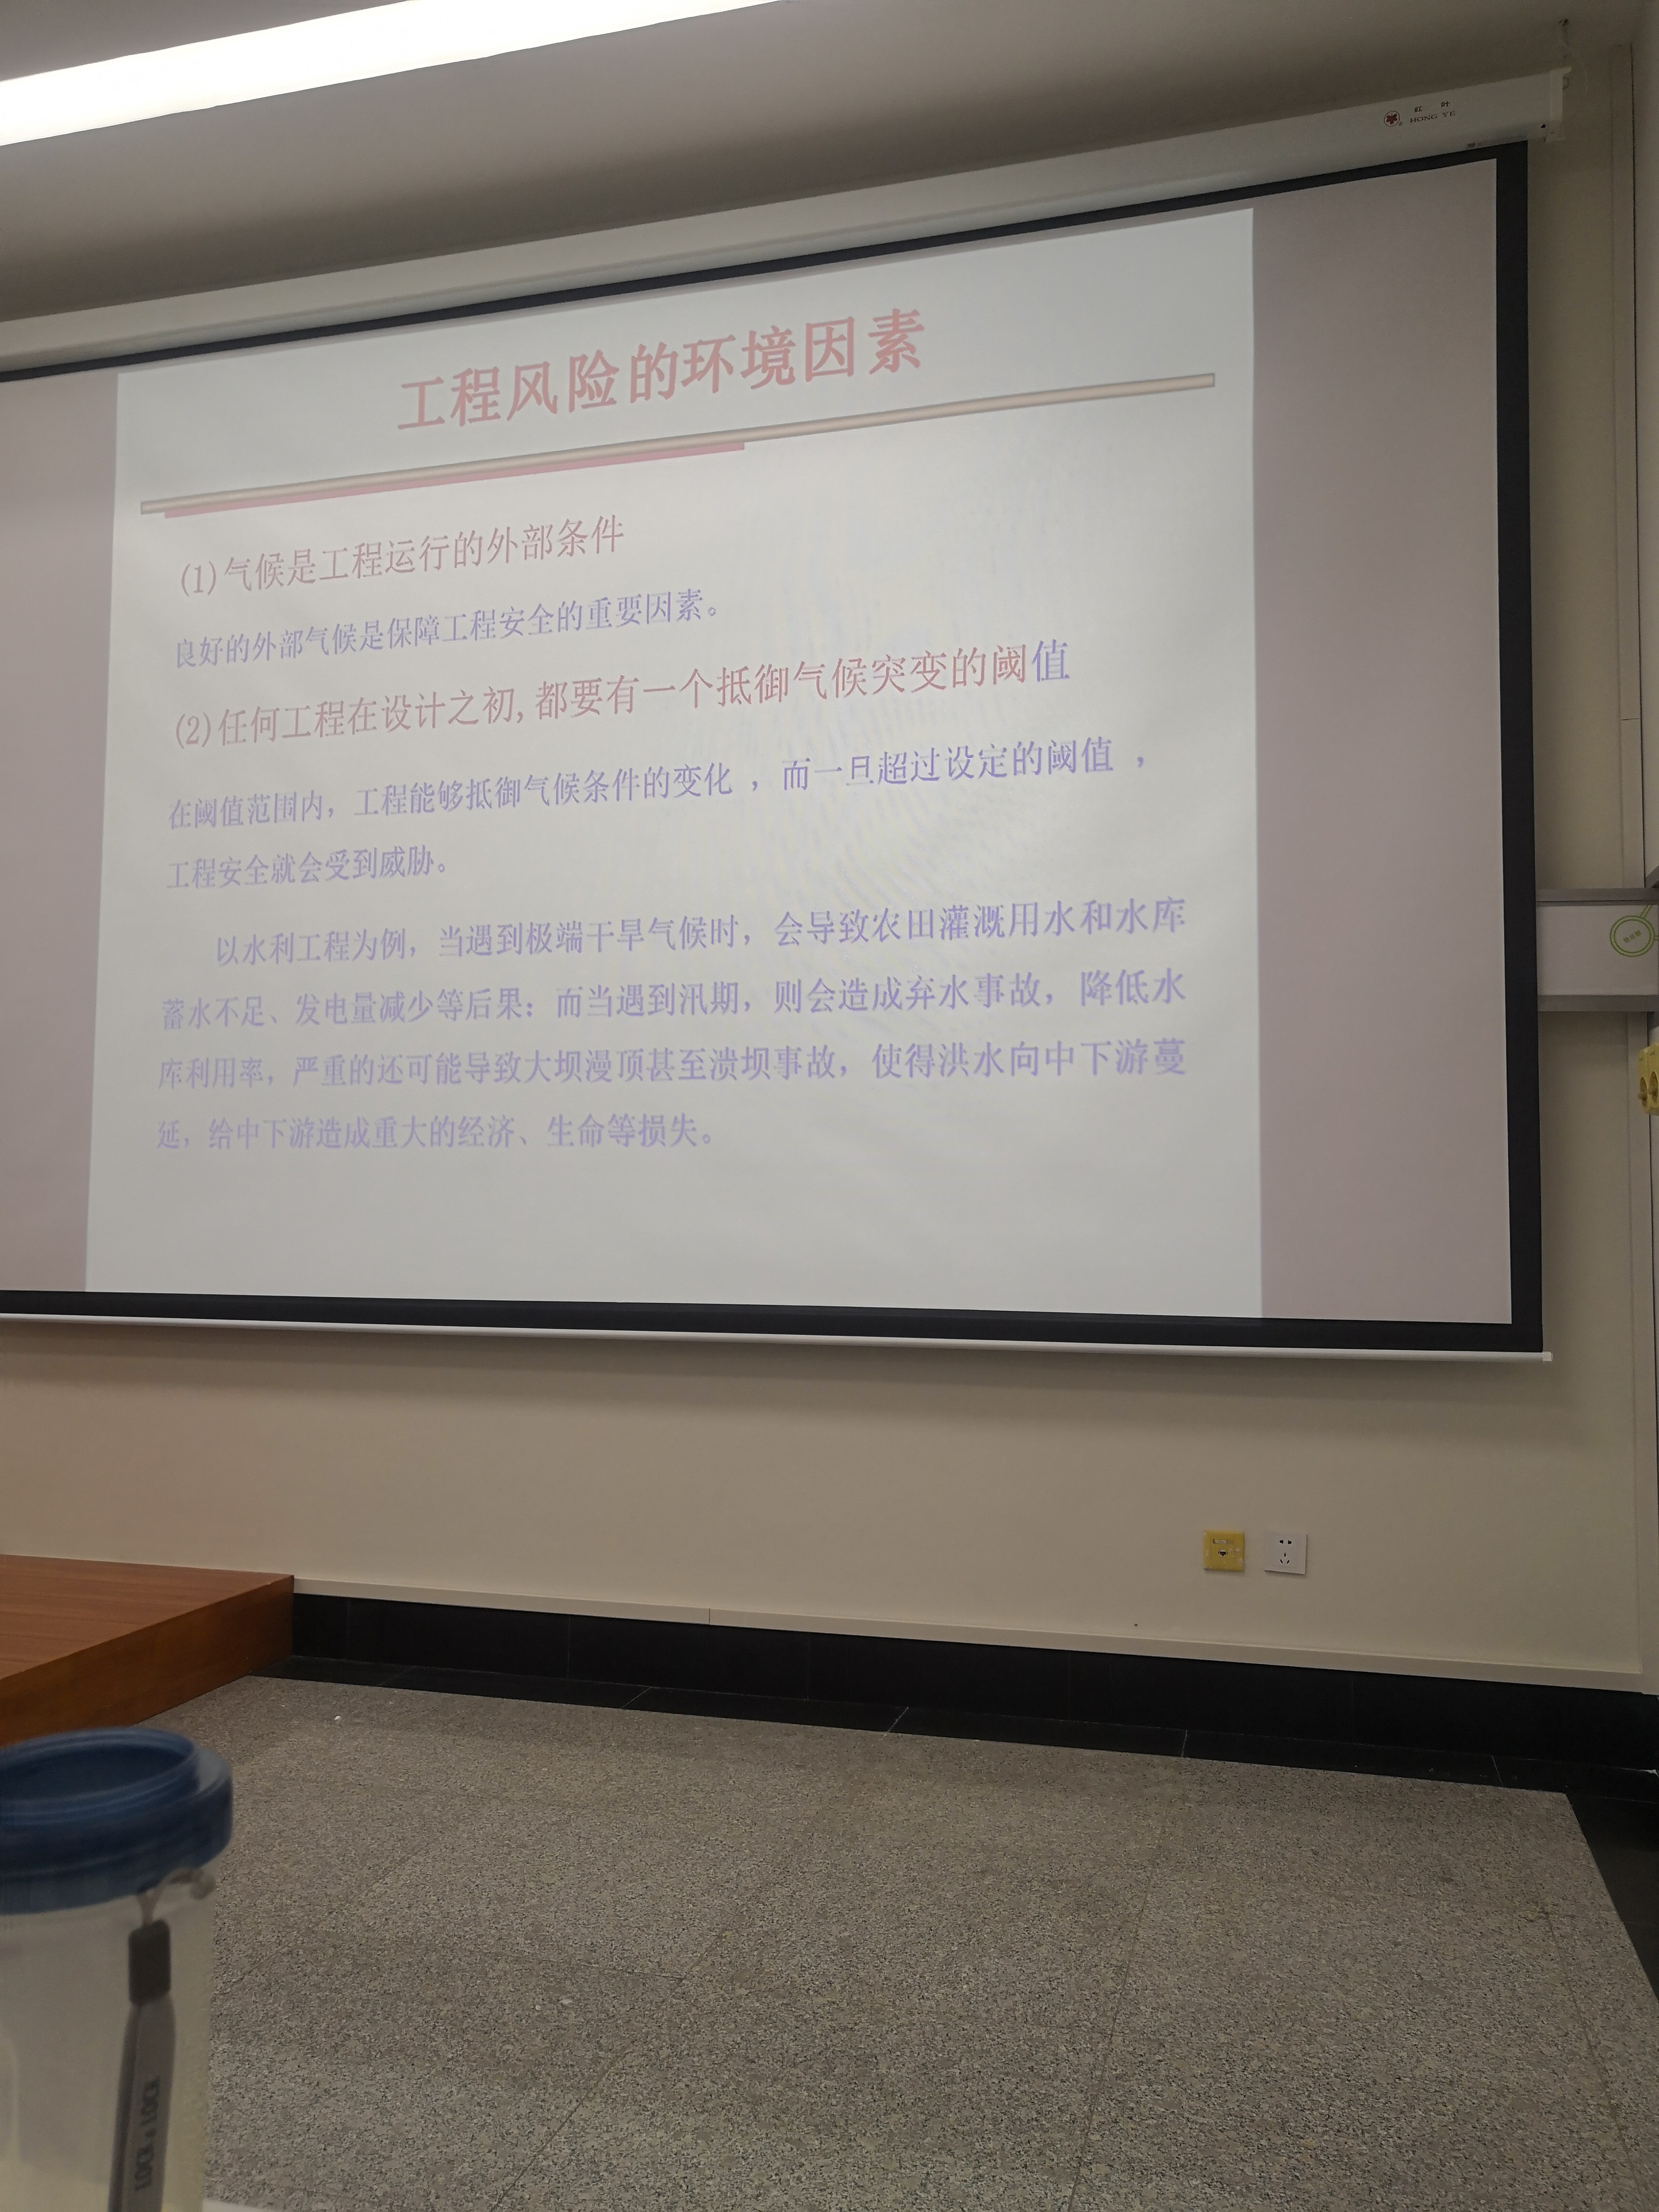 红叶
HONG YE
工程风险的环境因素
(1)气候是工程运行的外部条件
良好的外部气候是保障工程安全的重要因素。
(2)任何工程在设计之初,都要有一个抵御气候突变的阈值
在阈值范围内，工程能够抵御气候条件的变化 ，而一旦超过设定的阈值 ，
工程安全就会受到威胁。
以水利工程为例，当遇到极端干旱气候时，会导致农田灌溉用水和水库
蓄水不足、发电量减少等后果；而当遇到汛期，则会造成弃水事故，降低水
库利用率，严重的还可能导致大坝漫顶甚至溃坝事故，使得洪水向中下游蔓
延，给中下游造成重大的经济、生命等损失。
LOCK & LOCK